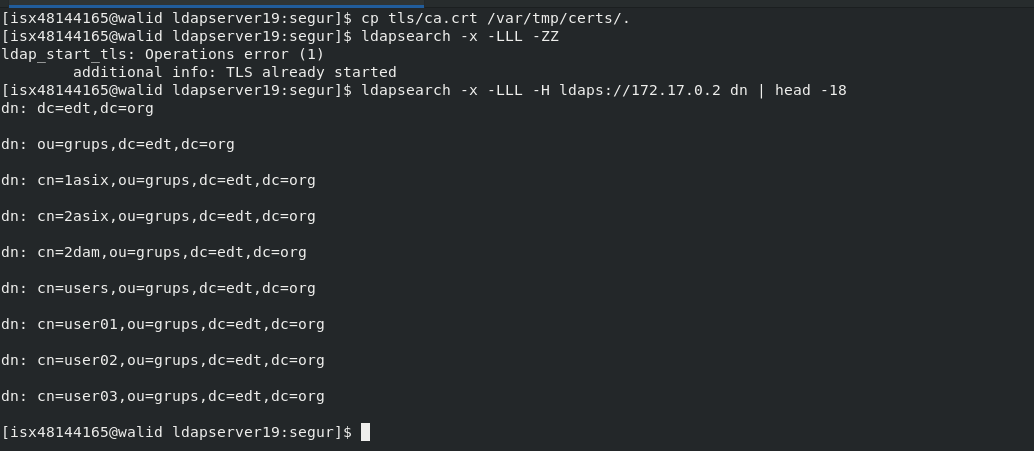 [isx48144165@walid ldapserver19:segur]$ cp tls/ca.crt /var/tmp/certs/.
[isx48144165@walid ldapserver19:segur]$ ldapsearch -x -LLL -ZZ
ldap_start_tls: Operations error (1)
        additional info: TLS already started
[isx48144165@walid ldapserver19:segur]$ ldapsearch -x -LLL -H ldaps://172.17.0.2 dn | head -18
dn: dc=edt,dc=org
dn: ou=grups,dc=edt,dc=org
dn: cn=1asix,ou=grups,dc=edt,dc=org
dn: cn=2asix,ou=grups,dc=edt,dc=org
dn: cn=2dam,ou=grups,dc=edt,dc=org
dn: cn=users,ou=grups,dc=edt,dc=org
dn: cn=user01,ou=grups,dc=edt,dc=org
dn: cn=user02,ou=grups,dc=edt,dc=org
dn: cn=user03,ou=grups,dc=edt,dc=org
[isx48144165@walid ldapserver19:segur]$